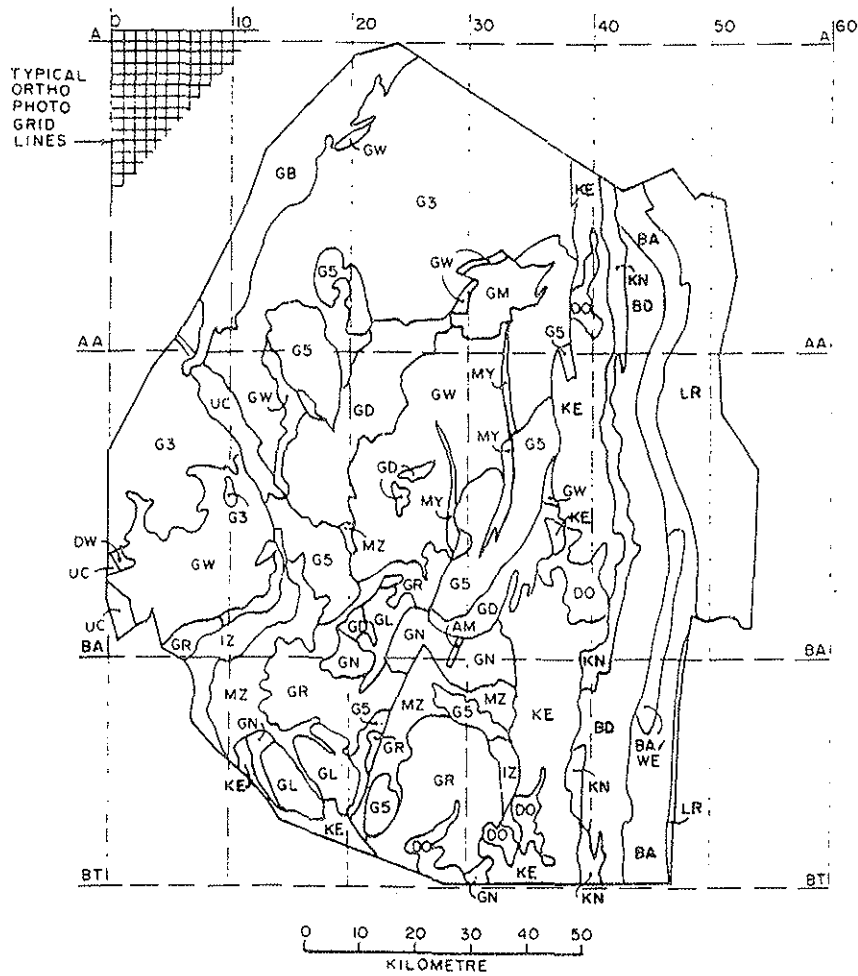 0 10 20 30 40 50 60
A A
TYPICAL
ORTHO
PHOTO
GRID
LINES
GW
KE
GB
G3
BA
GW
KN
G5
GM
BD
DO
G5
G5
AA AA
MY
UC
GW
GD
GW
KE
LR
MY
G3
G5
GD
GW
G3
MY
KE
DW
MZ
UC
GW
G5
GR
G5
DO
GD
UC
GL
GD
AM
GN
GR
IZ
BA BA
GN
GN
KN
MZ
GR
MZ
MZ
G5
G5
KE
BD
GN
GR
BA/
WE
GL
GL
GR
IZ
KE
KN
G5
DO
LR
KE
DO
DO
BA
KE
BT BT
GN
KN
0 10 20 30 40 50
KILOMETRE